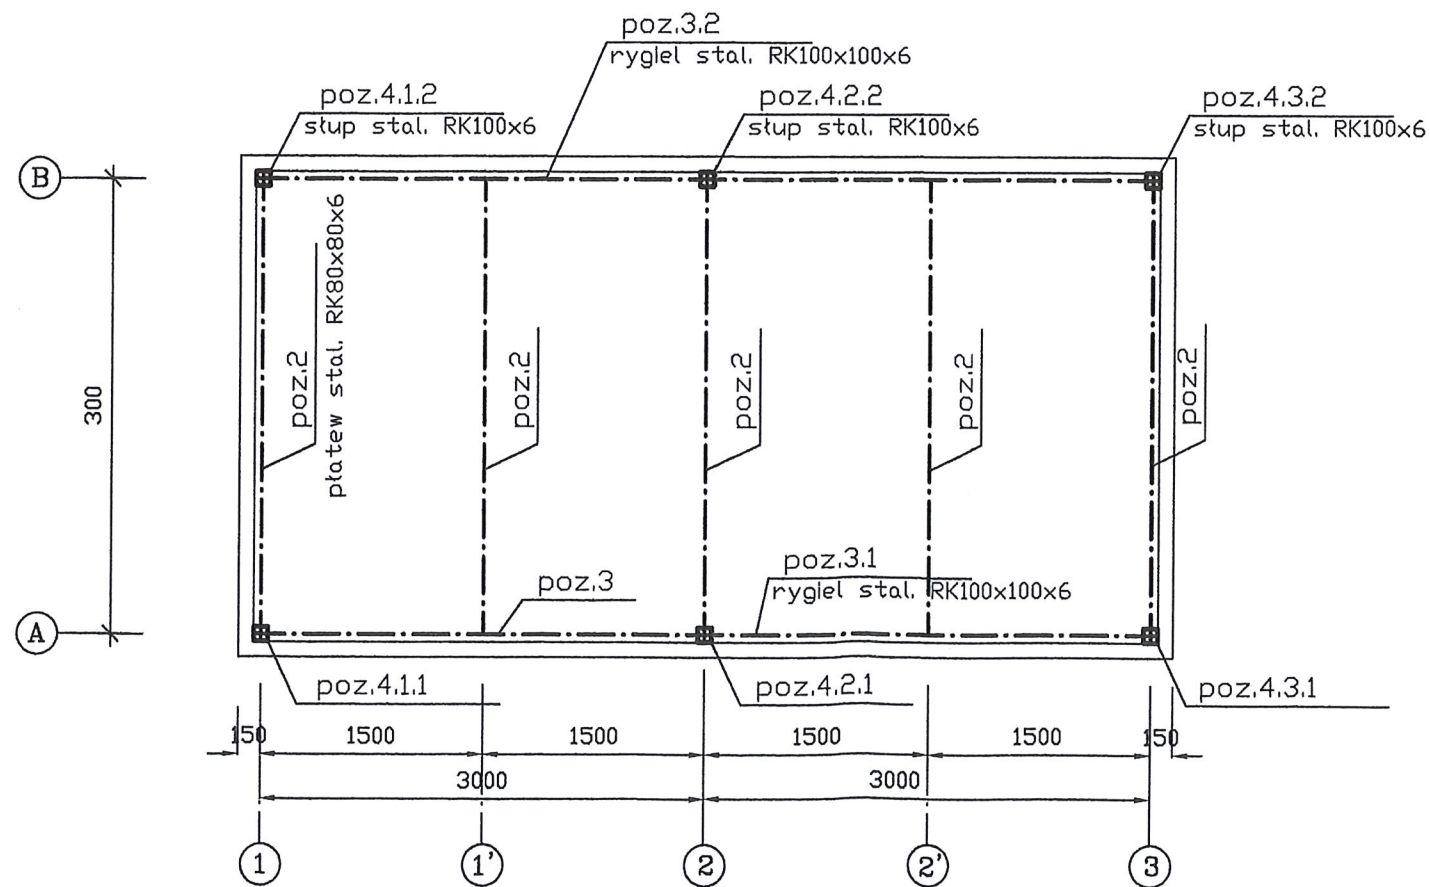 poz.3.2
rygiel stal. RK100x100x6
poz.4.1.2
słup stal. RK100x6
poz.4.2.2
słup stal. RK100x6
poz.4.3.2
słup stal. RK100x6
B
300
poz.2
płatew stal. RK80x80x6
poz.2
poz.2
poz.2
poz.2
poz.3
poz.3.1
rygiel stal. RK100x100x6
A
poz.4.1.1
poz.4.2.1
poz.4.3.1
150
1500
1500
1500
1500
150
3000
3000
1
1'
2
2'
3